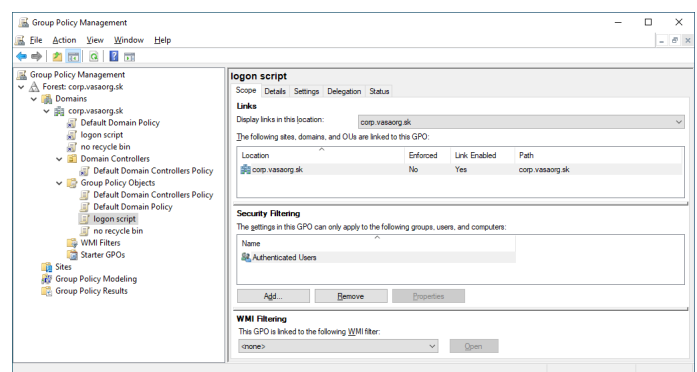 Group Policy Management
File Action View Window Help
Group Policy Management
Forest: corp.vasaorg.sk
Domains
corp.vasaorg.sk
Default Domain Policy
logon script
no recycle bin
Domain Controllers
Default Domain Controllers Policy
Group Policy Objects
Default Domain Controllers Policy
Default Domain Policy
logon script
no recycle bin
WMI Filters
Starter GPOs
Sites
Group Policy Modeling
Group Policy Results
logon script
Scope Details Settings Delegation Status
Links
Display links in this location: corp.vasaorg.sk
The following sites, domains, and OUs are linked to this GPO:
Location Enforced Link Enabled Path
corp.vasaorg.sk No Yes corp.vasaorg.sk
Security Filtering
The settings in this GPO can only apply to the following groups, users, and computers:
Name
Authenticated Users
Add... Remove Properties
WMI Filtering
This GPO is linked to the following WMI filter:
<none> Open